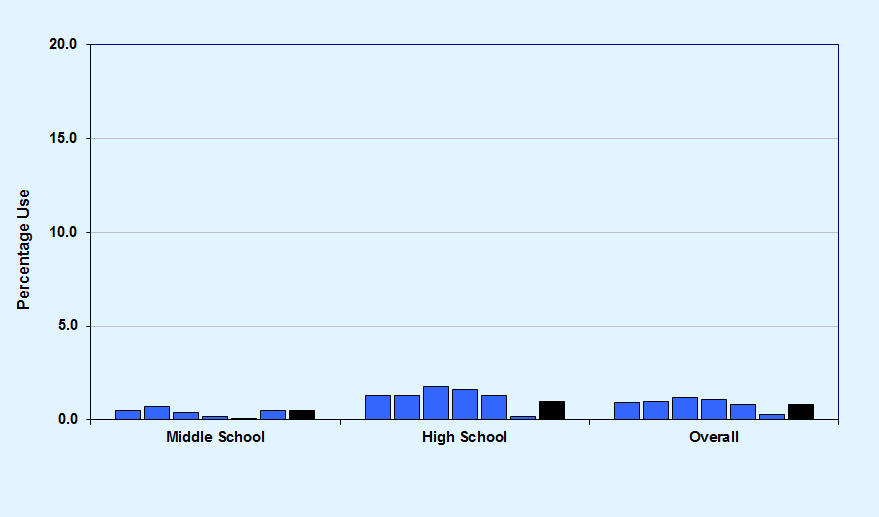 20.0
15.0
10.0
5.0
0.0
Percentage Use
Middle School
High School
Overall